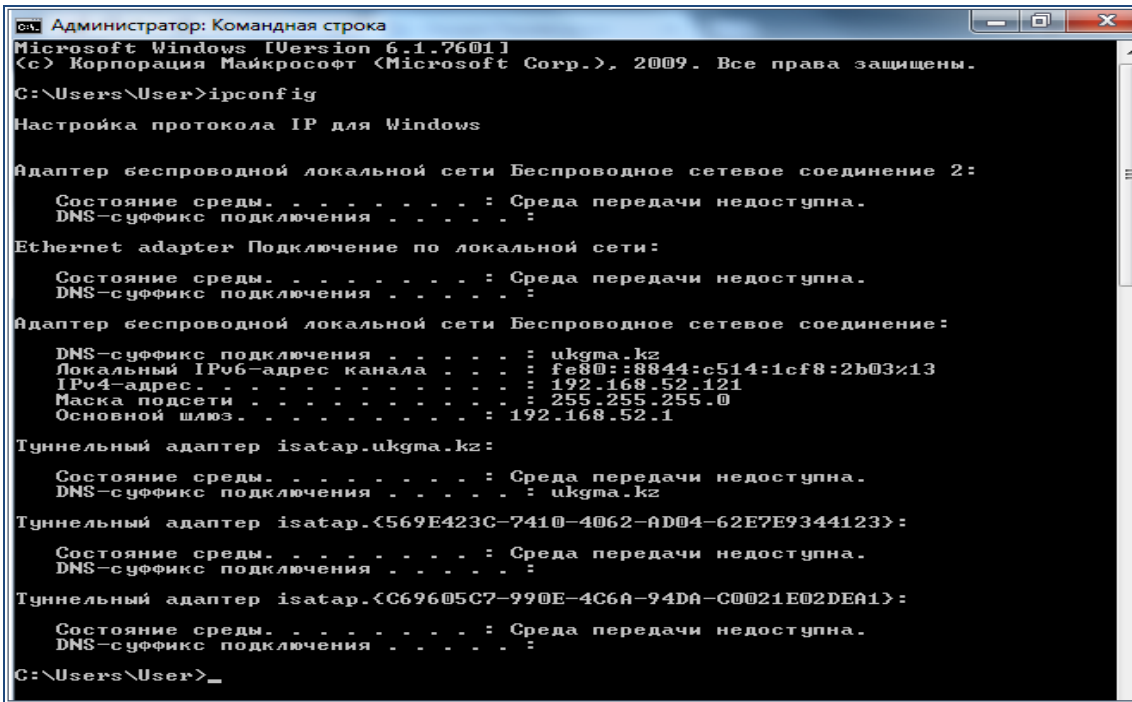 Администратор: Командная строка
Microsoft Windows [Version 6.1.7601]
(c) Корпорация Майкрософт (Microsoft Corp.), 2009. Все права защищены.
C:\Users\User>ipconfig
Настройка протокола IP для Windows
Адаптер беспроводной локальной сети Беспроводное сетевое соединение 2:
Состояние среды. . . . . . . . : Среда передачи недоступна.
DNS-суффикс подключения . . . . . :
Ethernet adapter Подключение по локальной сети:
Состояние среды. . . . . . . . : Среда передачи недоступна.
DNS-суффикс подключения . . . . . :
Адаптер беспроводной локальной сети Беспроводное сетевое соединение:
DNS-суффикс подключения . . . . . : ukgma.kz
Локальный IPv6-адрес канала . . . : fe80::8844:c514:1cf8:2b03%13
IPv4-адрес. . . . . . . . . . . . : 192.168.52.121
Маска подсети . . . . . . . . . . : 255.255.255.0
Основной шлюз. . . . . . . . . : 192.168.52.1
Туннельный адаптер isatap.ukgma.kz:
Состояние среды. . . . . . . . : Среда передачи недоступна.
DNS-суффикс подключения . . . . . : ukgma.kz
Туннельный адаптер isatap.{569E423C-7410-4062-AD04-62E7E9344123}:
Состояние среды. . . . . . . . : Среда передачи недоступна.
DNS-суффикс подключения . . . . . :
Туннельный адаптер isatap.{C69605C7-990E-4C6A-94DA-C0021E02DEA1}:
Состояние среды. . . . . . . . : Среда передачи недоступна.
DNS-суффикс подключения . . . . . :
C:\Users\User>_